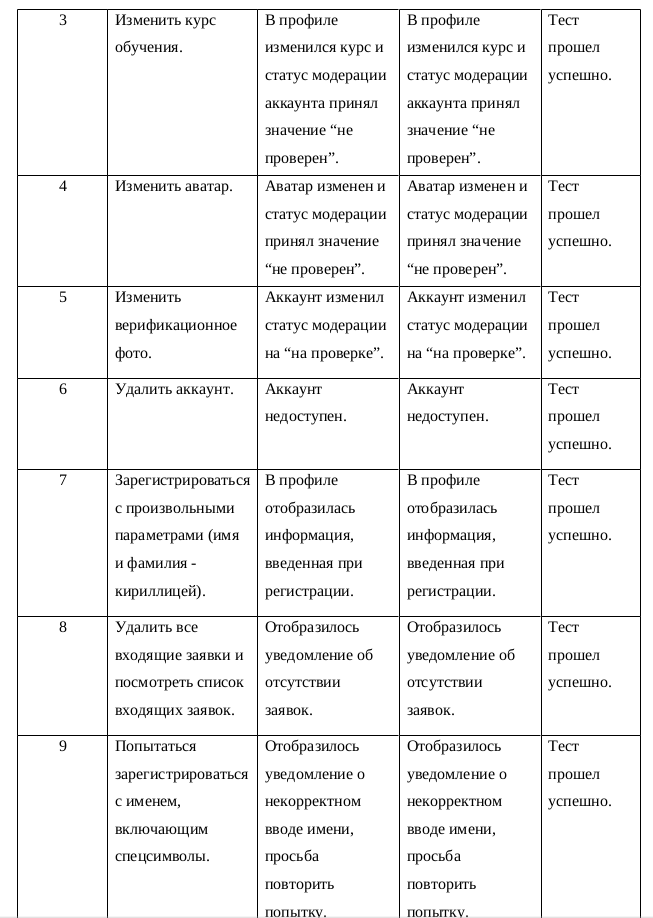 3
Изменить курс
обучения.
В профиле
изменился курс и
статус модерации
аккаунта принял
значение “не
проверен”.
В профиле
изменился курс и
статус модерации
аккаунта принял
значение “не
проверен”.
Тест
прошел
успешно.
4
Изменить аватар.
Аватар изменен и
статус модерации
принял значение
“не проверен”.
Аватар изменен и
статус модерации
принял значение
“не проверен”.
Тест
прошел
успешно.
5
Изменить
верификационное
фото.
Аккаунт изменил
статус модерации
на “на проверке”.
Аккаунт изменил
статус модерации
на “на проверке”.
Тест
прошел
успешно.
6
Удалить аккаунт.
Аккаунт
недоступен.
Аккаунт
недоступен.
Тест
прошел
успешно.
7
Зарегистрироваться
с произвольными
параметрами (имя
и фамилия -
кириллицей).
В профиле
отобразилась
информация,
введенная при
регистрации.
В профиле
отобразилась
информация,
введенная при
регистрации.
Тест
прошел
успешно.
8
Удалить все
входящие заявки и
посмотреть список
входящих заявок.
Отобразилось
уведомление об
отсутствии
заявок.
Отобразилось
уведомление об
отсутствии
заявок.
Тест
прошел
успешно.
9
Попытаться
зарегистрироваться
с именем,
включающим
спецсимволы.
Отобразилось
уведомление о
некорректном
вводе имени,
просьба
повторить
попытку.
Отобразилось
уведомление о
некорректном
вводе имени,
просьба
повторить
попытку.
Тест
прошел
успешно.